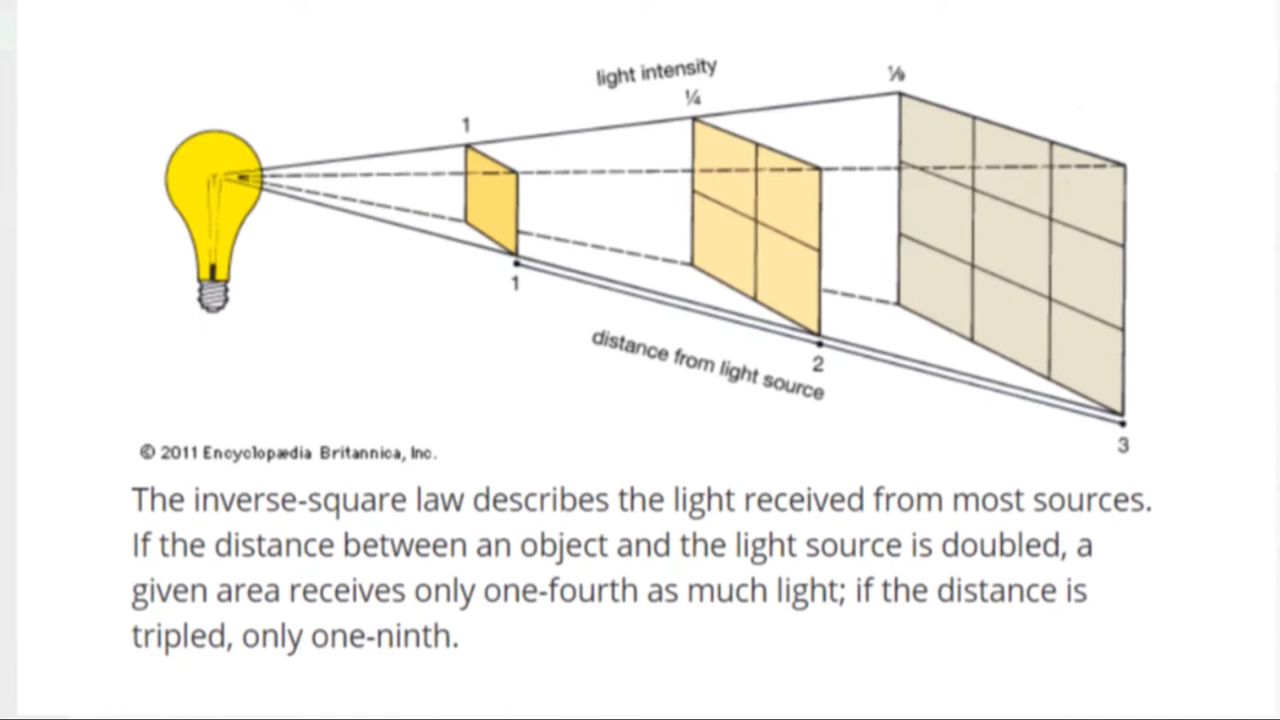 light intensity
1
¼
⅑
1
2
3
distance from light source
© 2011 Encyclopædia Britannica, Inc.
The inverse-square law describes the light received from most sources.
If the distance between an object and the light source is doubled, a
given area receives only one-fourth as much light; if the distance is
tripled, only one-ninth.